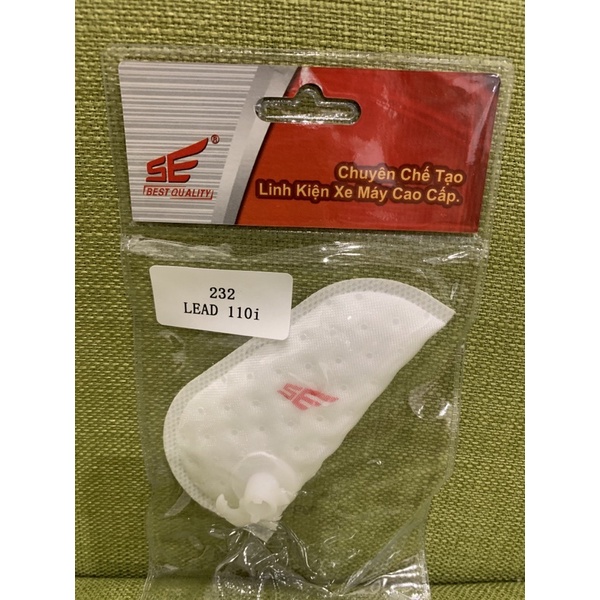 SE®
BEST QUALITY
Chuyên Chế Tạo
Linh Kiện Xe Máy Cao Cấp.
232
LEAD 110i
SE